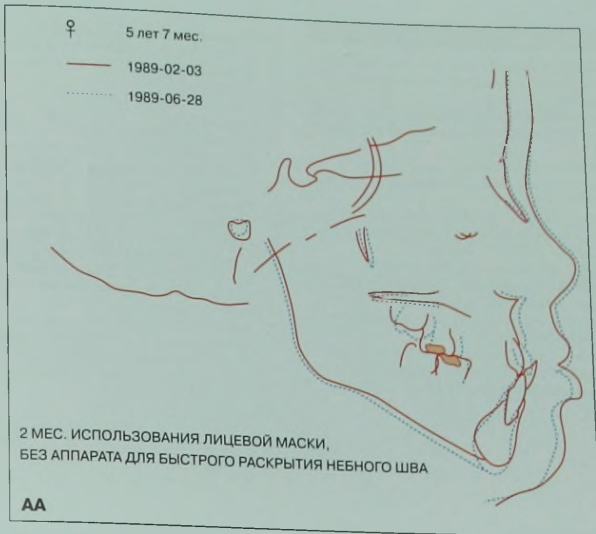 ♀ 5 лет 7 мес.
1989-02-03
1989-06-28
2 МЕС. ИСПОЛЬЗОВАНИЯ ЛИЦЕВОЙ МАСКИ,
БЕЗ АППАРАТА ДЛЯ БЫСТРОГО РАСКРЫТИЯ НЕБНОГО ШВА
АА